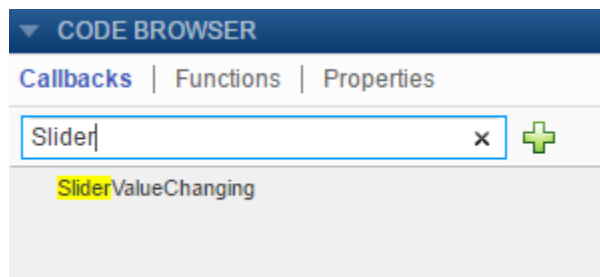 CODE BROWSER
Callbacks | Functions | Properties
Slider
SliderValueChanging